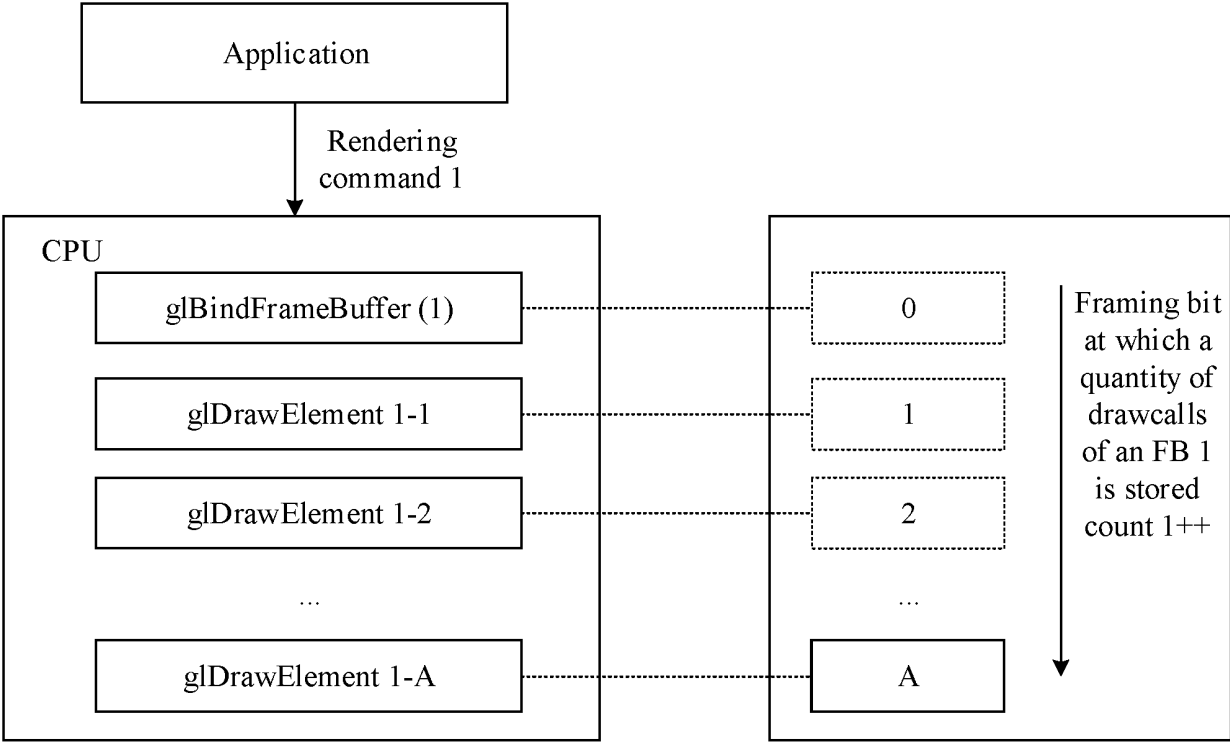 Application
Rendering
command 1
CPU
glBindFrameBuffer (1)
0
glDrawElement 1-1
1
glDrawElement 1-2
2
...
...
glDrawElement 1-A
A
Framing bit
at which a
quantity of
drawcalls
of an FB 1
is stored
count 1++